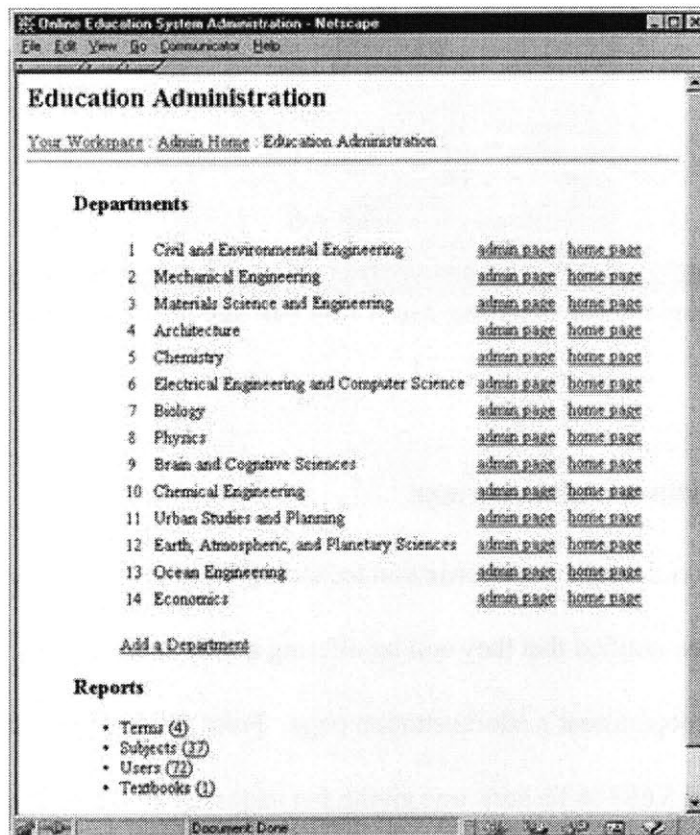 Online Education System Administration - Netscape
File Edit View Go Communicator Help
Education Administration
Your Workspace : Admin Home : Education Administration
Departments
1 Civil and Environmental Engineering admin page home page
2 Mechanical Engineering admin page home page
3 Materials Science and Engineering admin page home page
4 Architecture admin page home page
5 Chemistry admin page home page
6 Electrical Engineering and Computer Science admin page home page
7 Biology admin page home page
8 Physics admin page home page
9 Brain and Cognitive Sciences admin page home page
10 Chemical Engineering admin page home page
11 Urban Studies and Planning admin page home page
12 Earth, Atmospheric, and Planetary Sciences admin page home page
13 Ocean Engineering admin page home page
14 Economics admin page home page
Add a Department
Reports
• Terms (4)
• Subjects (37)
• Users (72)
• Textbooks (1)
Document: Done